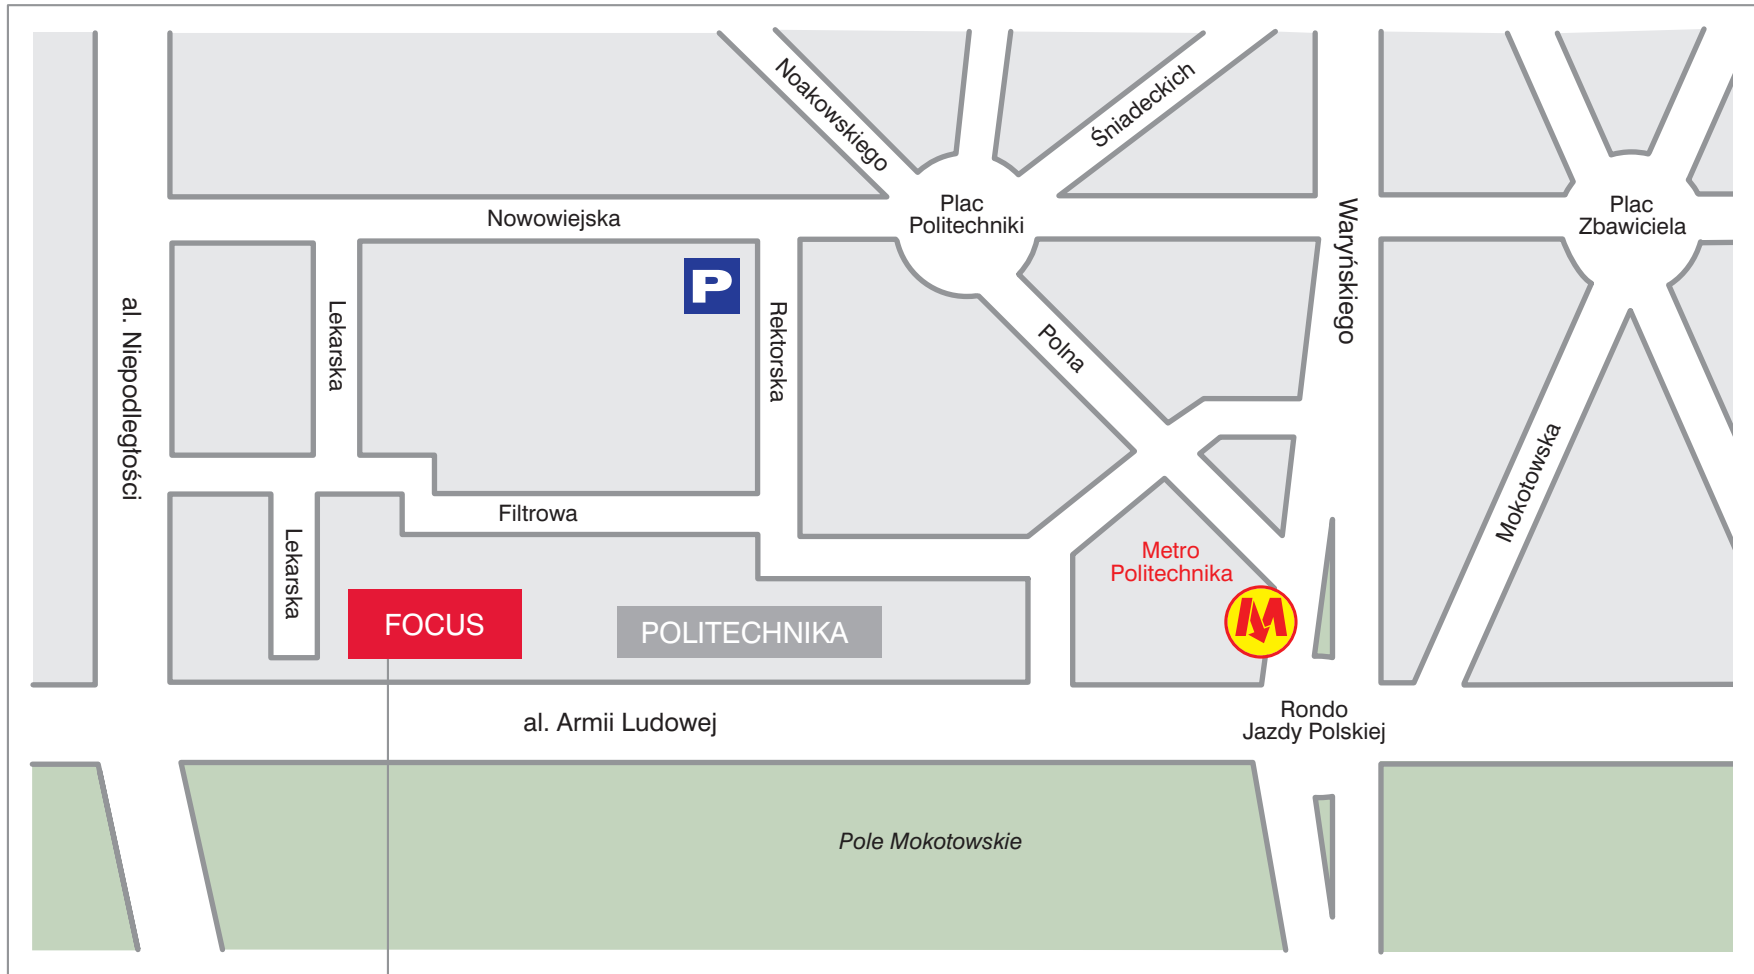 Noakowskiego
Śniadeckich
Nowowiejska
Plac
Politechniki
Waryńskiego
Plac
Zbawiciela
al. Niepodległości
Lekarska
P
Rektorska
Polna
Mokotowska
Filtrowa
Lekarska
Metro
Politechnika
M
FOCUS
POLITECHNIKA
al. Armii Ludowej
Rondo
Jazdy Polskiej
Pole Mokotowskie